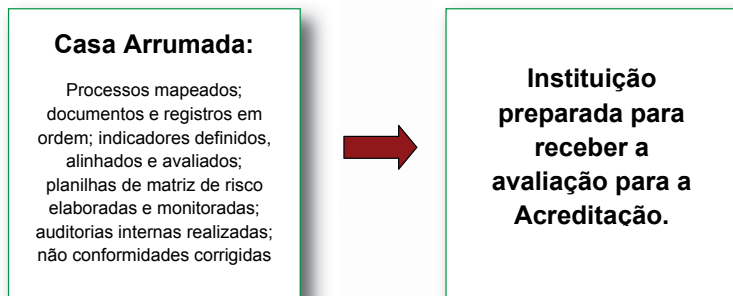 Casa Arrumada:
Processos mapeados;
documentos e registros em
ordem; indicadores definidos,
alinhados e avaliados;
planilhas de matriz de risco
elaboradas e monitoradas;
auditorias internas realizadas;
não conformidades corrigidas
Instituição
preparada para
receber a
avaliação para a
Acreditação.